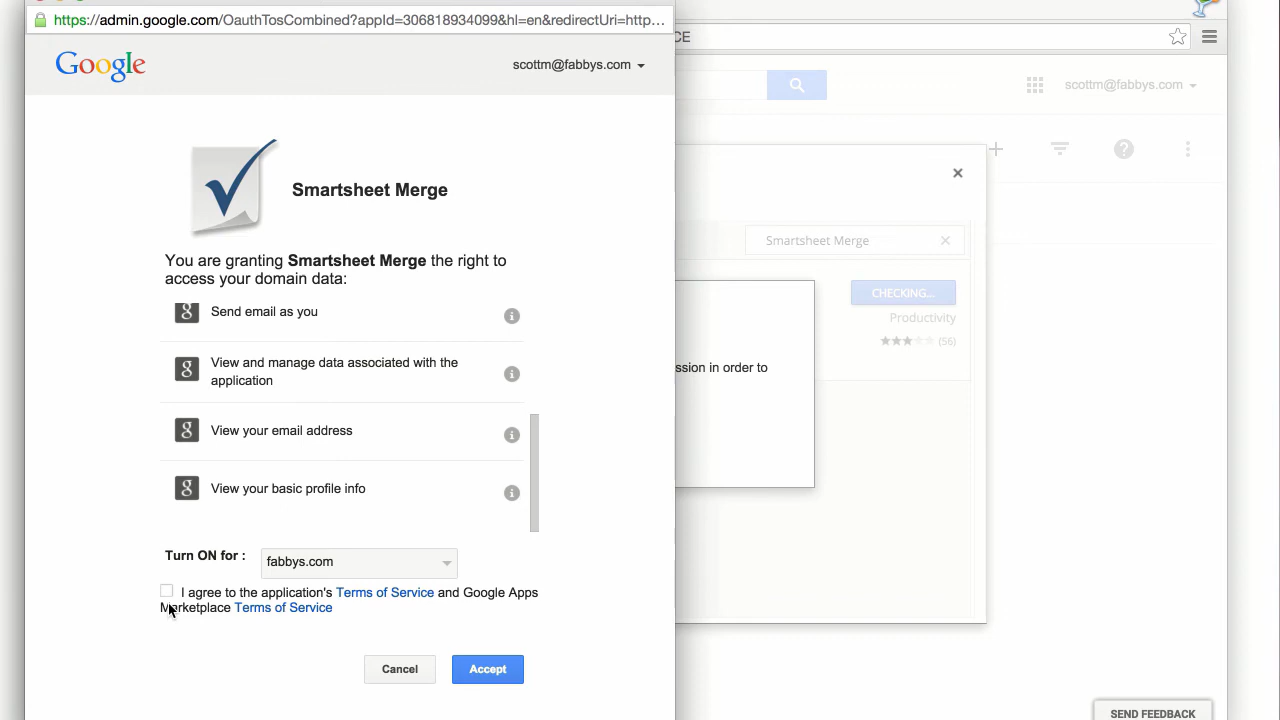 https://admin.google.com/OauthTosCombined?appId=306818934099&hl=en&redirectUri=http...
CE
Google
scottm@fabbys.com
scottm@fabbys.com
Smartsheet Merge
You are granting Smartsheet Merge the right to
access your domain data:
Send email as you
View and manage data associated with the
application
View your email address
View your basic profile info
Turn ON for :
fabbys.com
I agree to the application's Terms of Service and Google Apps
Marketplace Terms of Service
Cancel
Accept
Smartsheet Merge
CHECKING...
Productivity
(56)
ssion in order to
SEND FEEDBACK